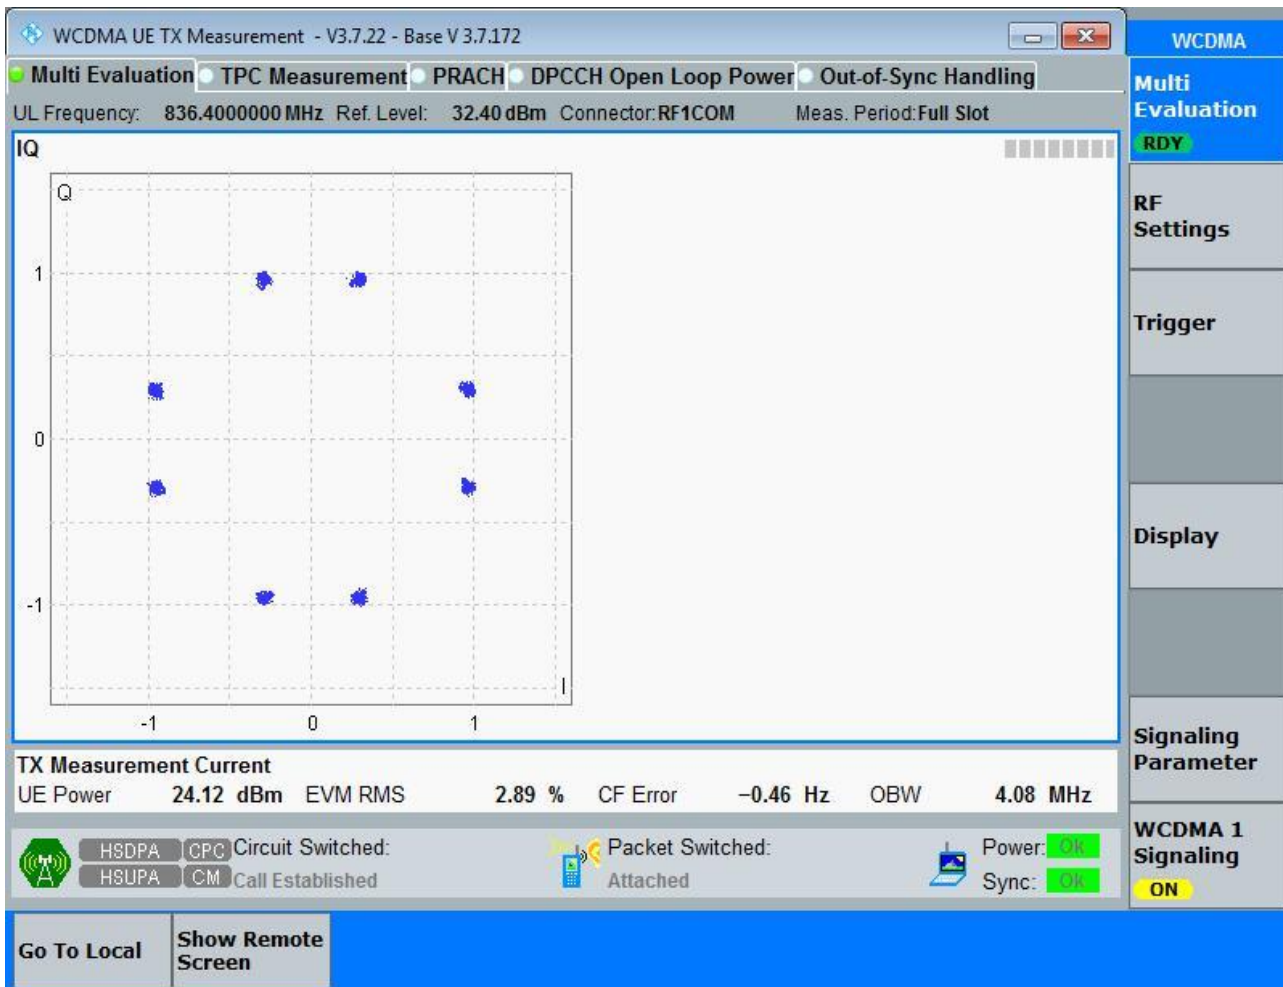 WCDMA UE TX Measurement - V3.7.22 - Base V 3.7.172
WCDMA
Multi Evaluation TPC Measurement PRACH DPCCH Open Loop Power Out-of-Sync Handling
UL Frequency: 836.4000000 MHz Ref. Level: 32.40 dBm Connector: RF1COM Meas. Period: Full Slot
Multi
Evaluation
RDY
IQ
Q
1
0
-1
I
-1 0 1
RF
Settings
Trigger
Display
Signaling
Parameter
TX Measurement Current
UE Power 24.12 dBm EVM RMS 2.89 % CF Error −0.46 Hz OBW 4.08 MHz
WCDMA 1
Signaling
ON
HSDPA CPC Circuit Switched: Packet Switched: Power: Ok
HSUPA CM Call Established Attached Sync: Ok
Go To Local
Show Remote
Screen